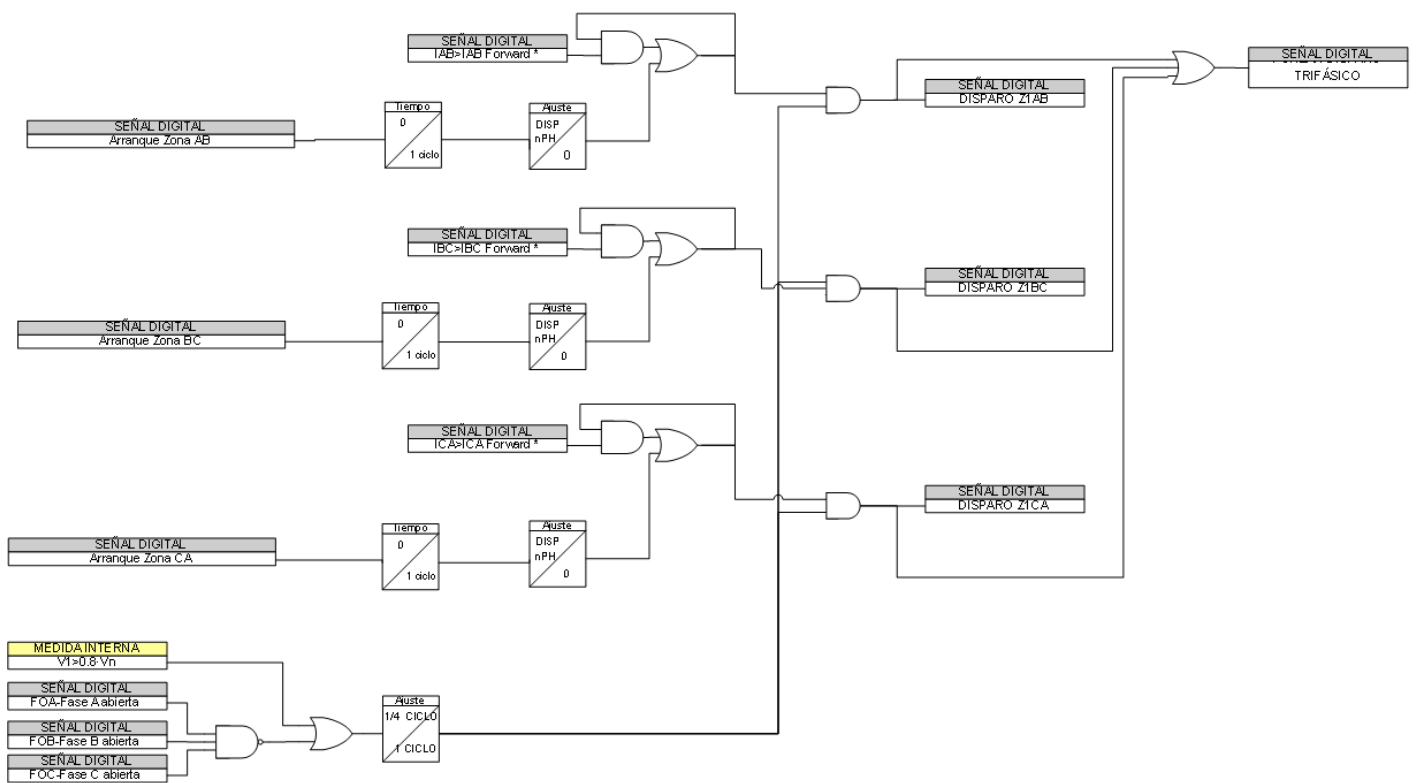 SEÑAL DIGITAL
IAB>IAB Forward *
SEÑAL DIGITAL
TRIFÁSICO
SEÑAL DIGITAL
DISPARO Z1AB
Tiempo
0
1 ciclo
Ajuste
DISP
nPH
0
SEÑAL DIGITAL
Arranque Zona AB
SEÑAL DIGITAL
IBC>IBC Forward *
SEÑAL DIGITAL
DISPARO Z1BC
Tiempo
0
1 ciclo
Ajuste
DISP
nPH
0
SEÑAL DIGITAL
Arranque Zona BC
SEÑAL DIGITAL
ICA>ICA Forward *
SEÑAL DIGITAL
DISPARO Z1CA
Tiempo
0
1 ciclo
Ajuste
DISP
nPH
0
SEÑAL DIGITAL
Arranque Zona CA
MEDIDA INTERNA
V1>0.8·Vn
SEÑAL DIGITAL
FOA-Fase A abierta
SEÑAL DIGITAL
FOB-Fase B abierta
SEÑAL DIGITAL
FOC-Fase C abierta
Ajuste
1/4 CICLO
1 CICLO